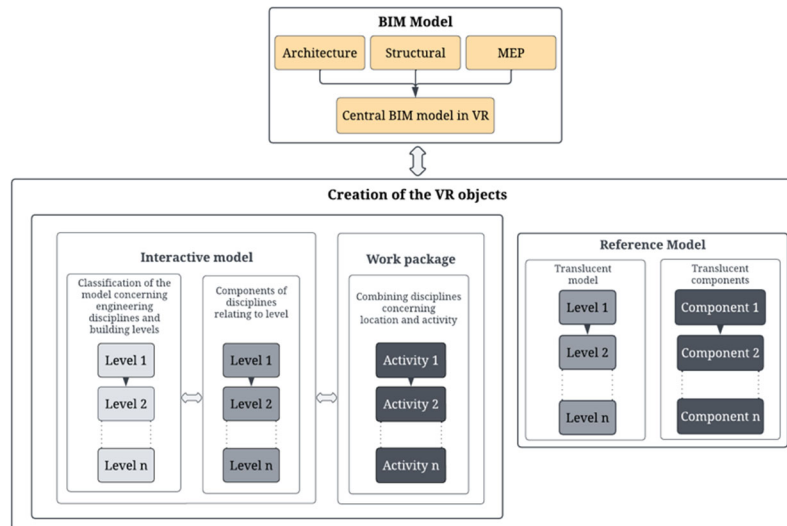 BIM Model
Architecture
Structural
MEP
Central BIM model in VR
Creation of the VR objects
Interactive model
Classification of the
model concerning
engineering
disciplines and
building levels
Level 1
Level 2
Level n
Components of
disciplines
relating to level
Level 1
Level 2
Level n
Work package
Combining disciplines
concerning
location and activity
Activity 1
Activity 2
Activity n
Reference Model
Translucent
model
Level 1
Level 2
Level n
Translucent
components
Component 1
Component 2
Component n